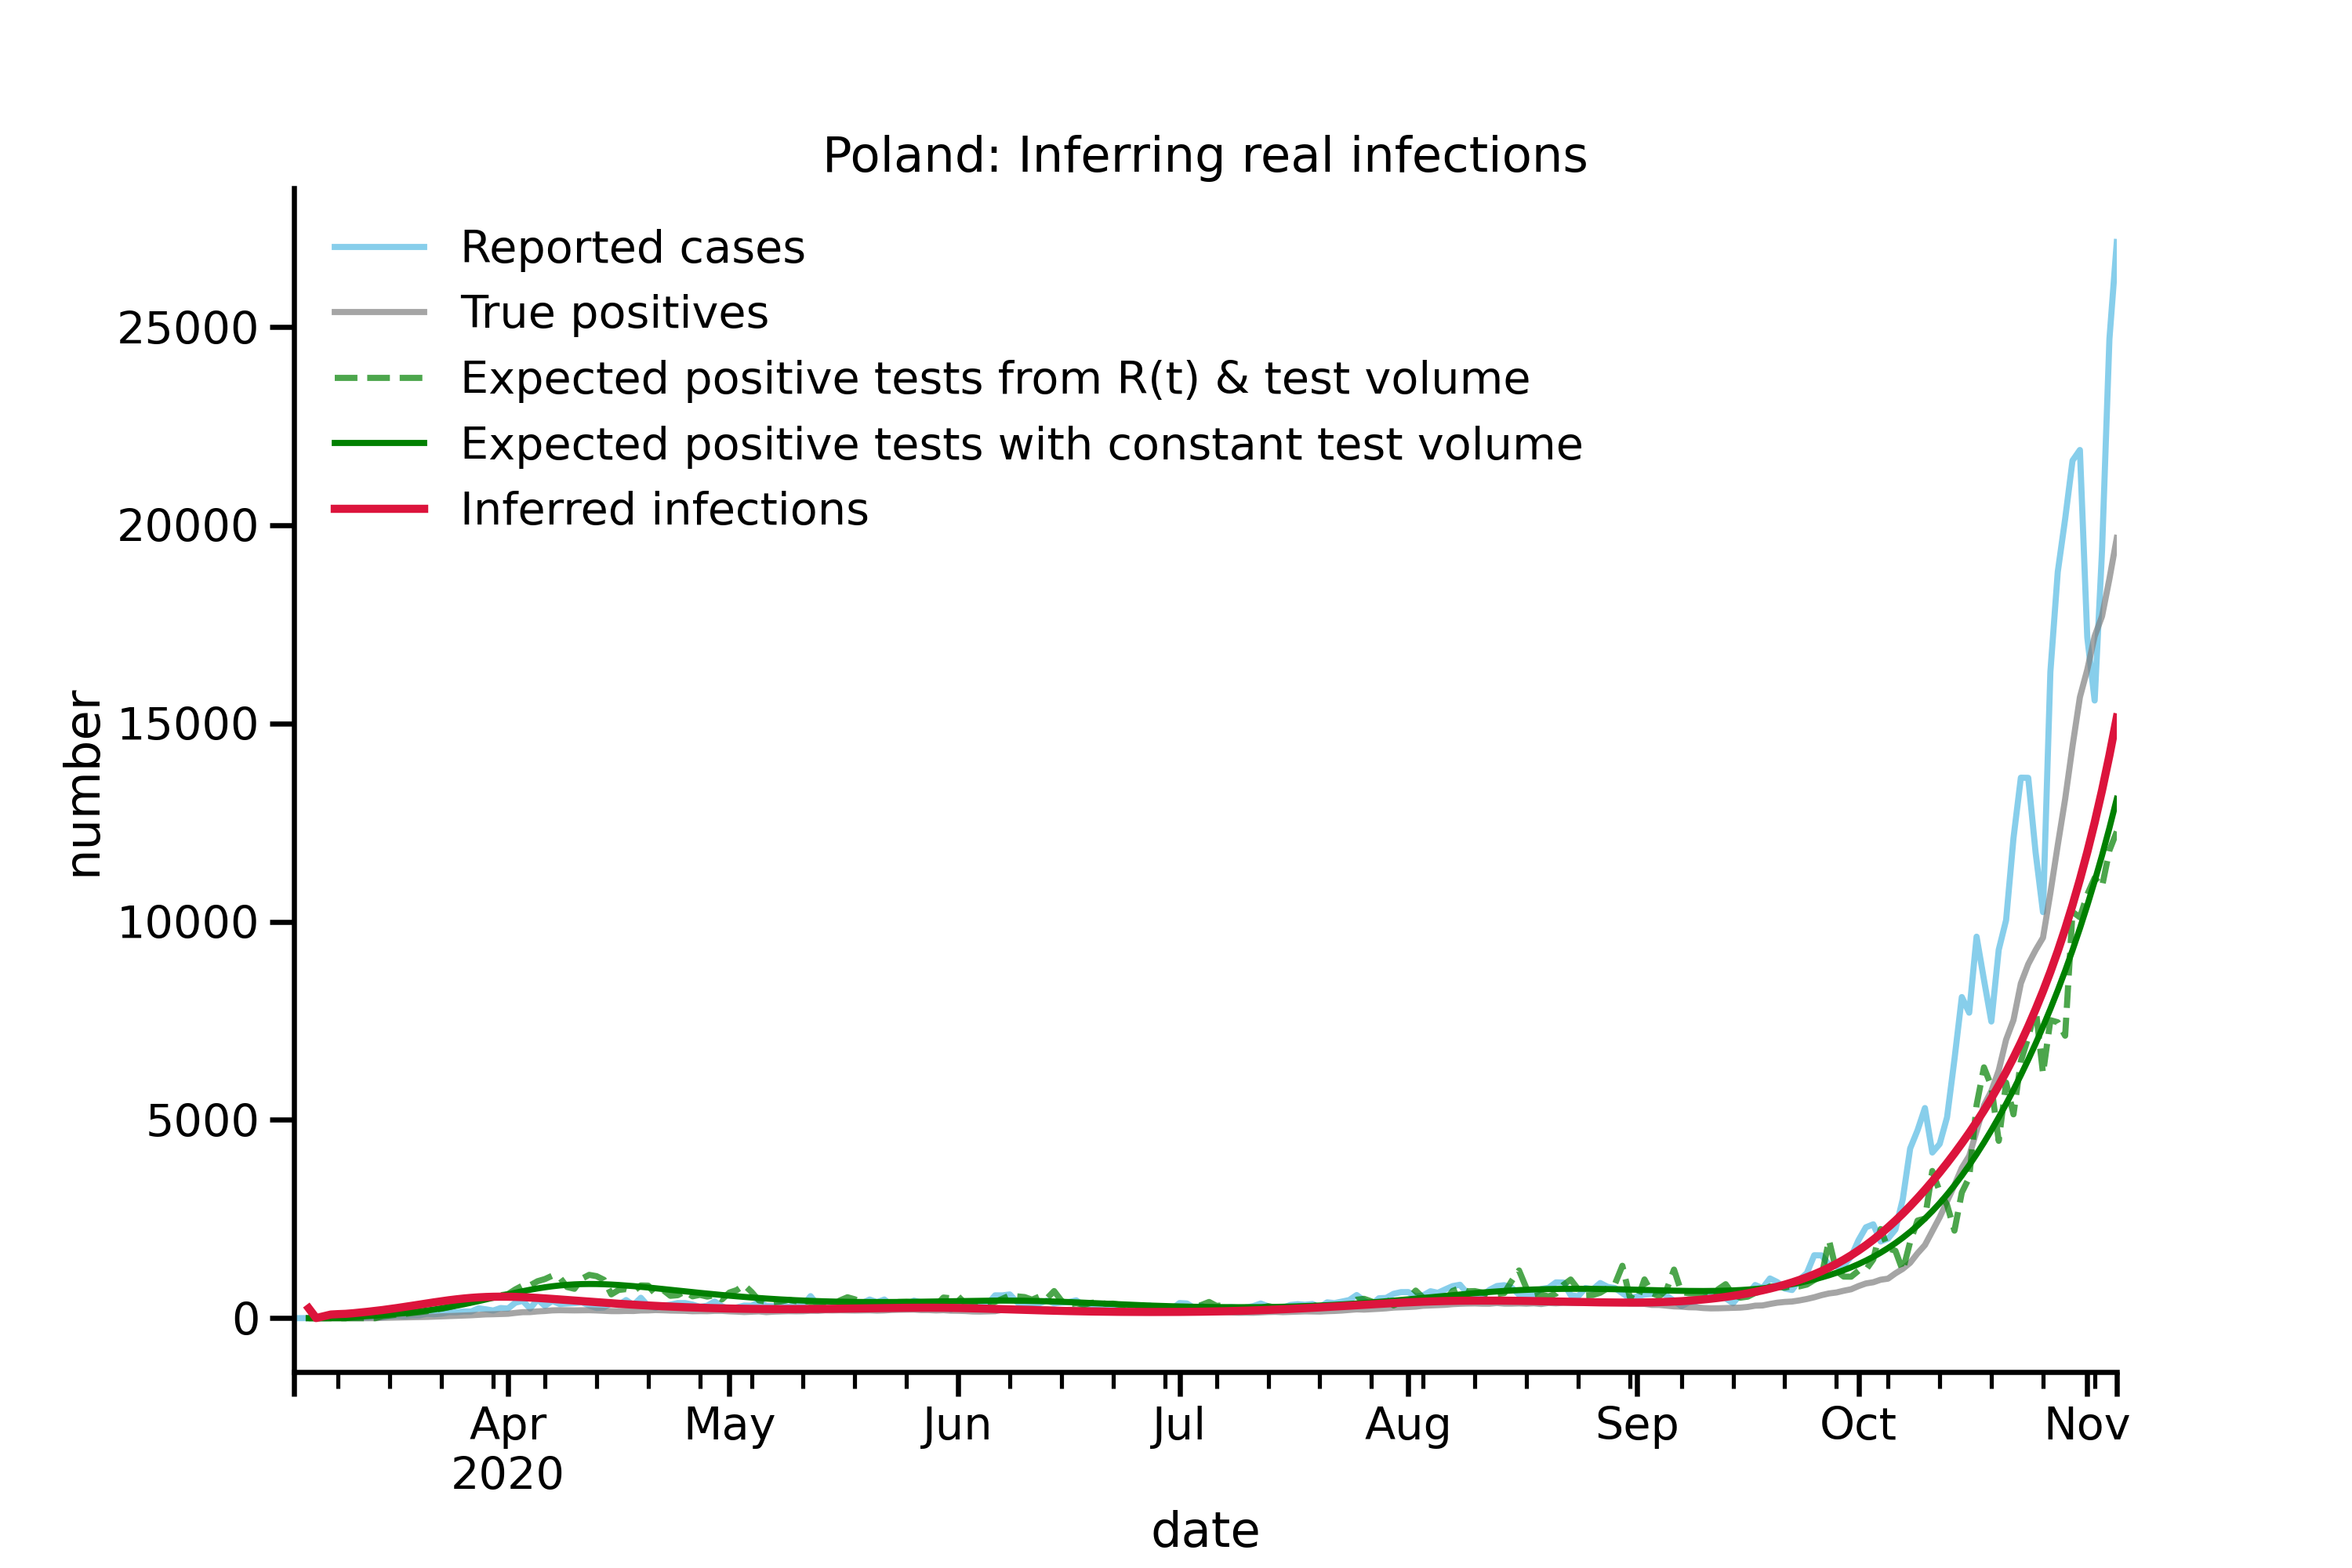 Poland: Inferring real infections
Reported cases
True positives
Expected positive tests from R(t) & test volume
Expected positive tests with constant test volume
Inferred infections
25000
20000
15000
10000
5000
0
number
Apr May Jun Jul Aug Sep Oct Nov
2020
date